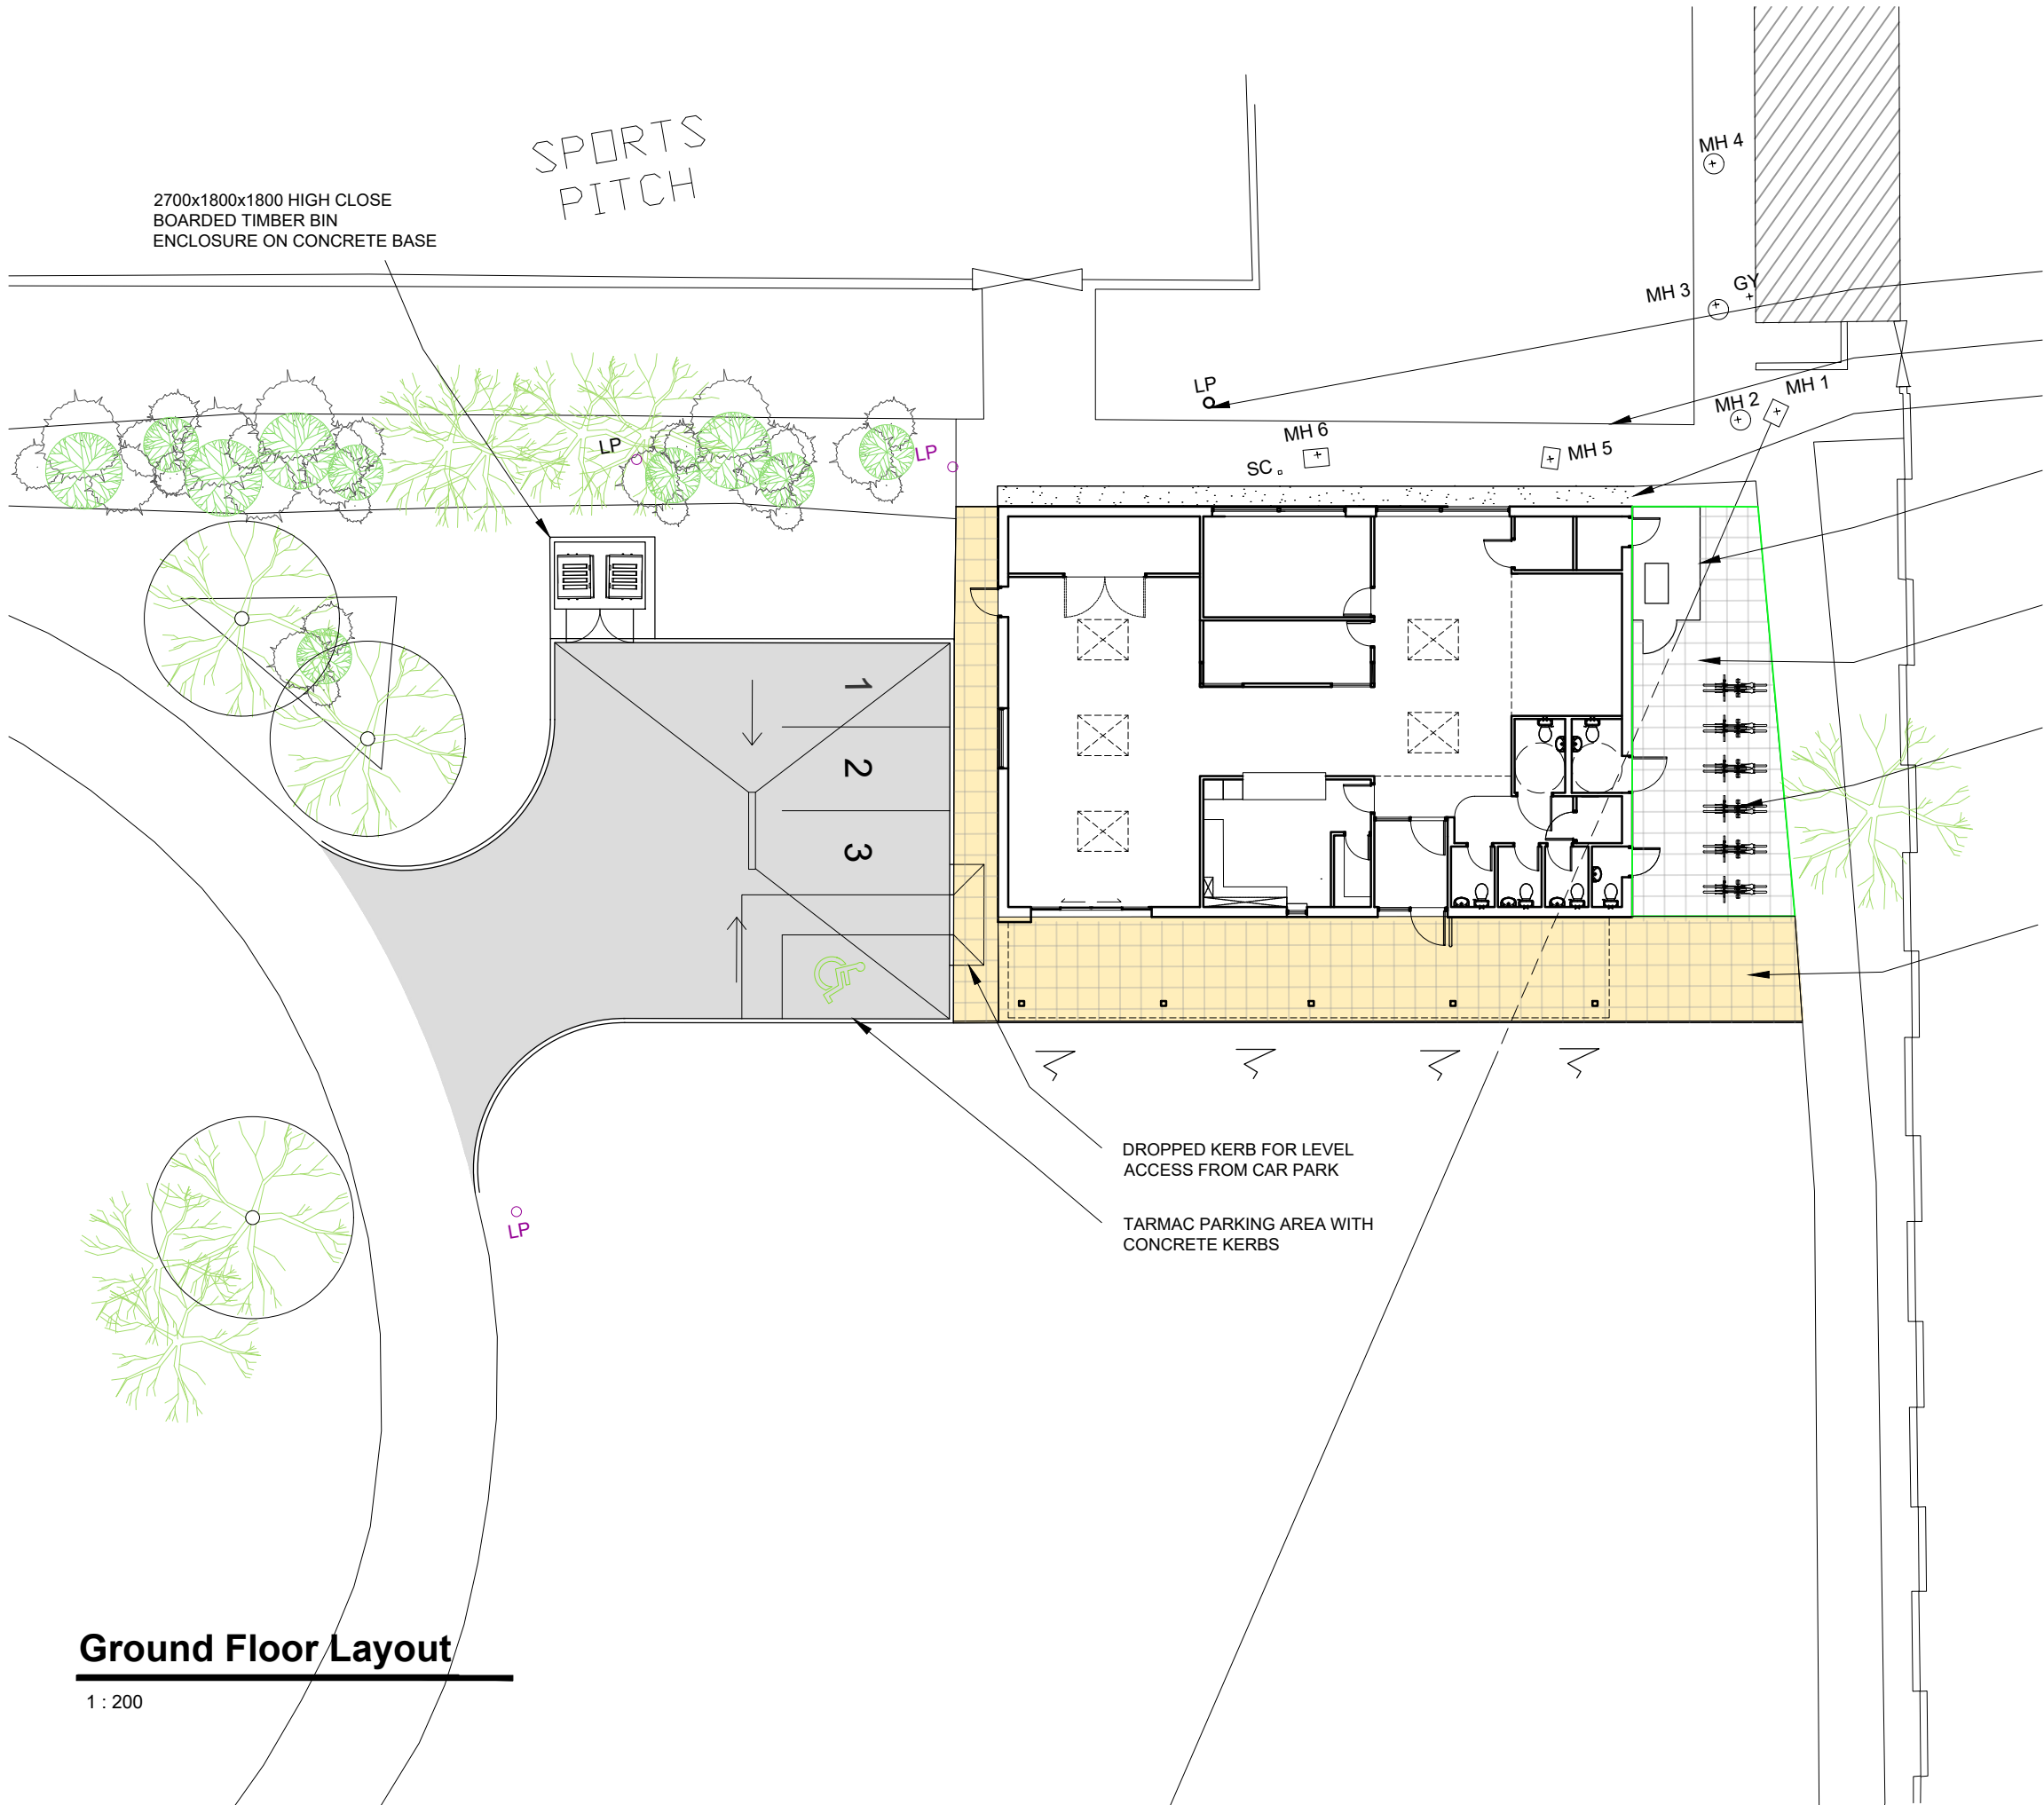 SPORTS
PITCH
2700x1800x1800 HIGH CLOSE
BOARDED TIMBER BIN
ENCLOSURE ON CONCRETE BASE
MH 4
GY
MH 3
LP
MH 1
MH 2
MH 6
MH 5
SC
LP
LP
1
2
3
DROPPED KERB FOR LEVEL
ACCESS FROM CAR PARK
TARMAC PARKING AREA WITH
CONCRETE KERBS
LP
Ground Floor Layout
1 : 200